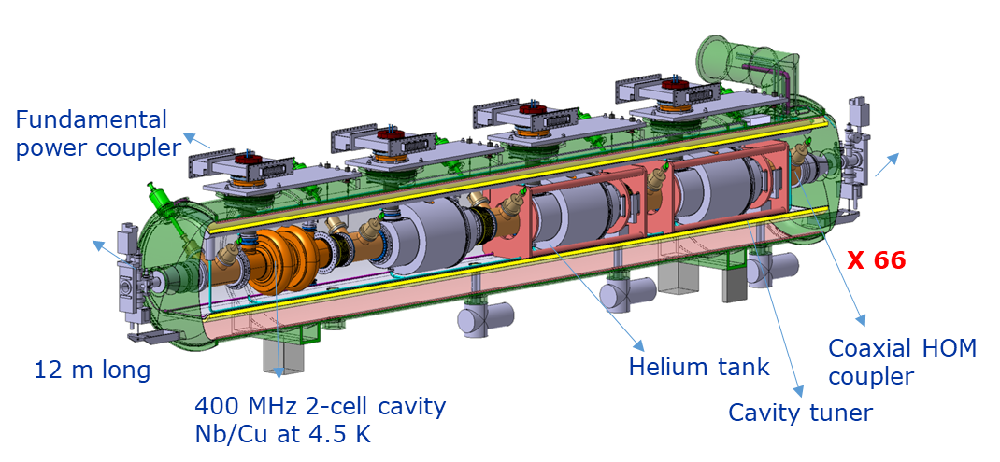 Fundamental
power coupler
X 66
12 m long
Helium tank
Coaxial HOM
coupler
400 MHz 2-cell cavity
Nb/Cu at 4.5 K
Cavity tuner